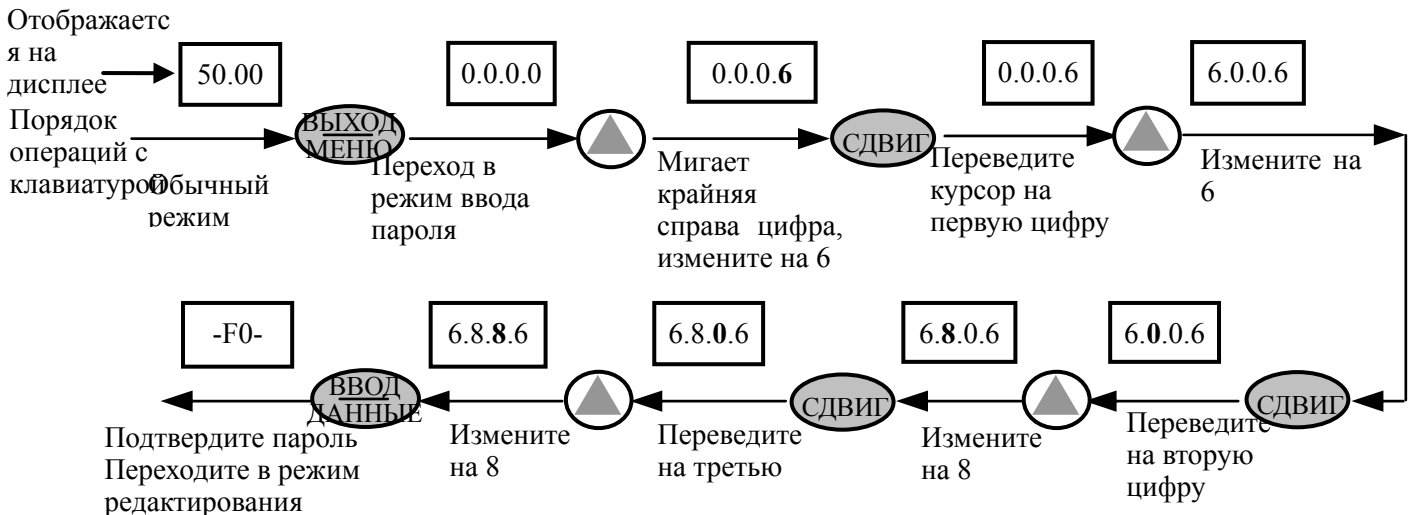 Отображаетс
я на
дисплее
50.00
0.0.0.0
0.0.0.6
0.0.0.6
6.0.0.6
Порядок
операций с
клавиатурой
ВЫХОД
МЕНЮ
СДВИГ
Обычный
режим
Переход в
режим ввода
пароля
Мигает
крайняя
справа цифра,
измените на 6
Переведите
курсор на
первую цифру
Измените на
6
-F0-
6.8.8.6
6.8.0.6
6.8.0.6
6.0.0.6
ВВОД
ДАННЫЕ
СДВИГ
СДВИГ
Подтвердите пароль
Переходите в режим
редактирования
Измените
на 8
Переведите
на третью
Измените
на 8
Переведите
на вторую
цифру